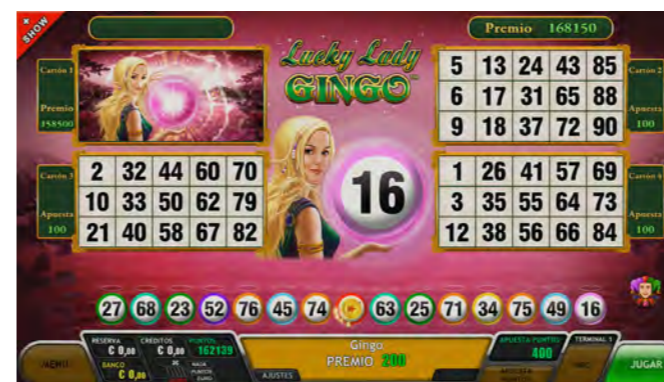 SHOW
Premio 168150
Lucky Lady
GINGO™
Cartón 1
Premio
158500
5 13 24 43 85
6 17 31 65 88
9 18 37 72 90
Cartón 2
Apuesta
100
Cartón 3
Apuesta
100
2 32 44 60 70
10 33 50 62 79
21 40 58 67 82
16
1 26 41 57 69
3 35 55 64 73
12 38 56 66 84
Cartón 4
Apuesta
100
27 68 23 52 76 45 74 63 25 71 34 75 49 16
RESERVA CRÉDITOS PUNTOS
€ 0,00 € 0,00 162139
BANCO
€ 0,00
AJUSTES
MENU
Gingo
PREMIO 200
APUESTA PUNTOS
400
TERMINAL 1
JUGAR